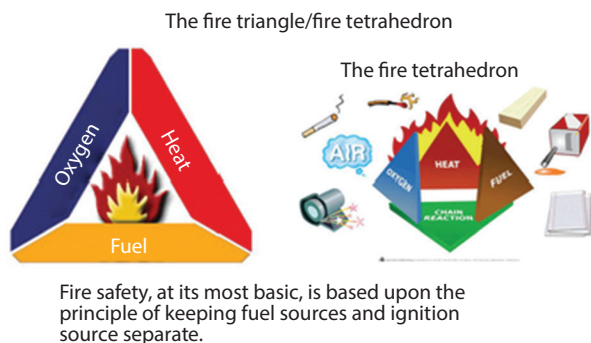 The fire triangle/fire tetrahedron
Oxygen
Heat
Fuel
The fire tetrahedron
AIR
OXYGEN
HEAT
FUEL
CHAIN
REACTION
Fire safety, at its most basic, is based upon the
principle of keeping fuel sources and ignition
source separate.